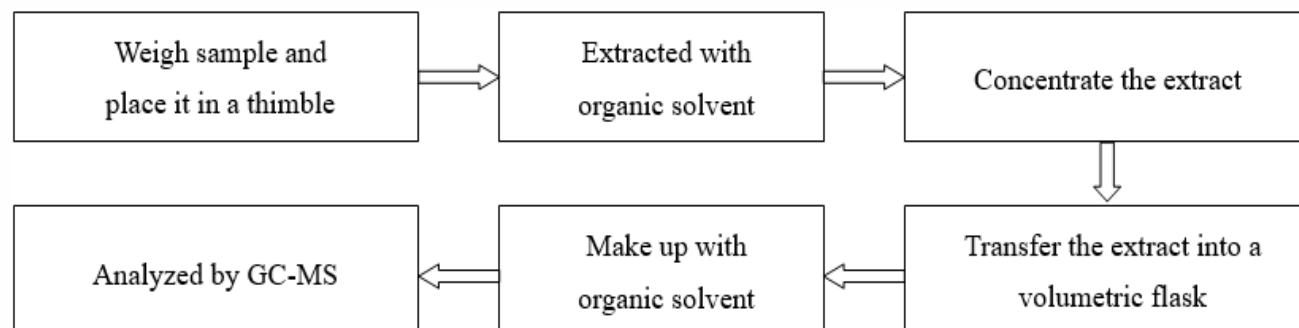 Weigh sample and
place it in a thimble
Extracted with
organic solvent
Concentrate the extract
Transfer the extract into a
volumetric flask
Make up with
organic solvent
Analyzed by GC-MS